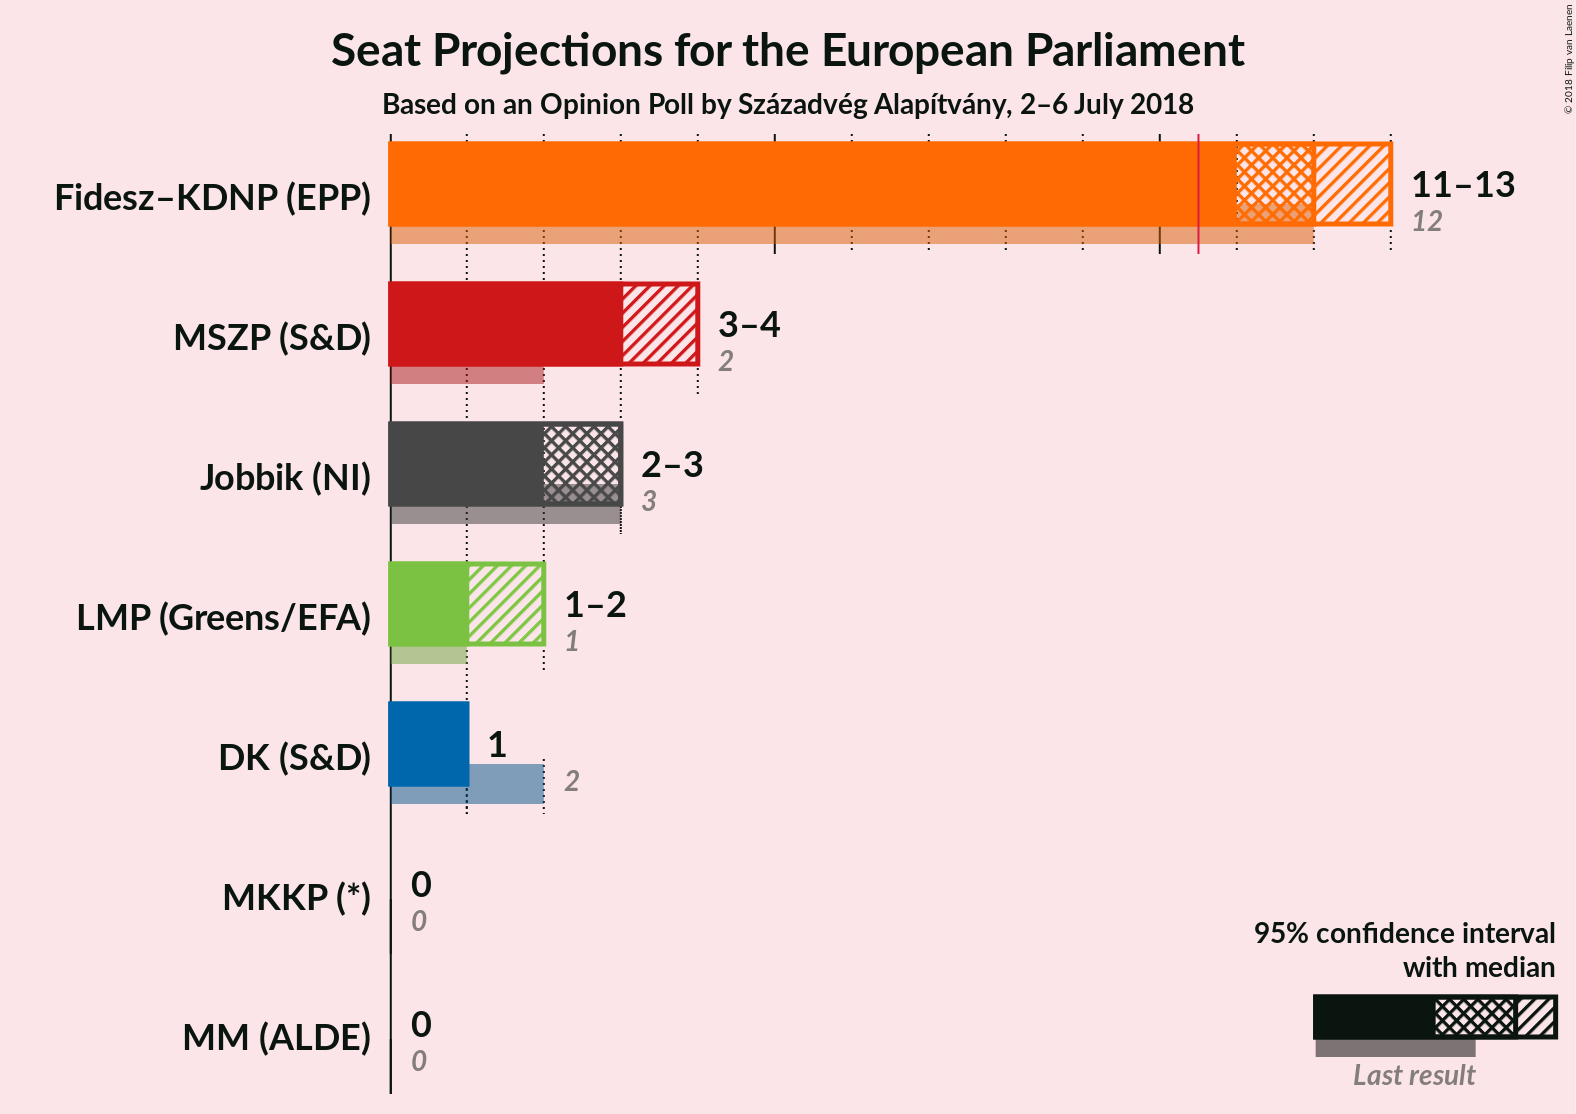 Seat Projections for the European Parliament
Based on an Opinion Poll by Századvég Alapítvány, 2–6 July 2018
© 2018 Filip van Laenen
Fidesz–KDNP (EPP)
11–13
12
MSZP (S&D)
3–4
2
Jobbik (NI)
2–3
3
LMP (Greens/EFA)
1–2
1
DK (S&D)
1
2
MKKP (*)
0
0
MM (ALDE)
0
0
95% confidence interval
with median
Last result